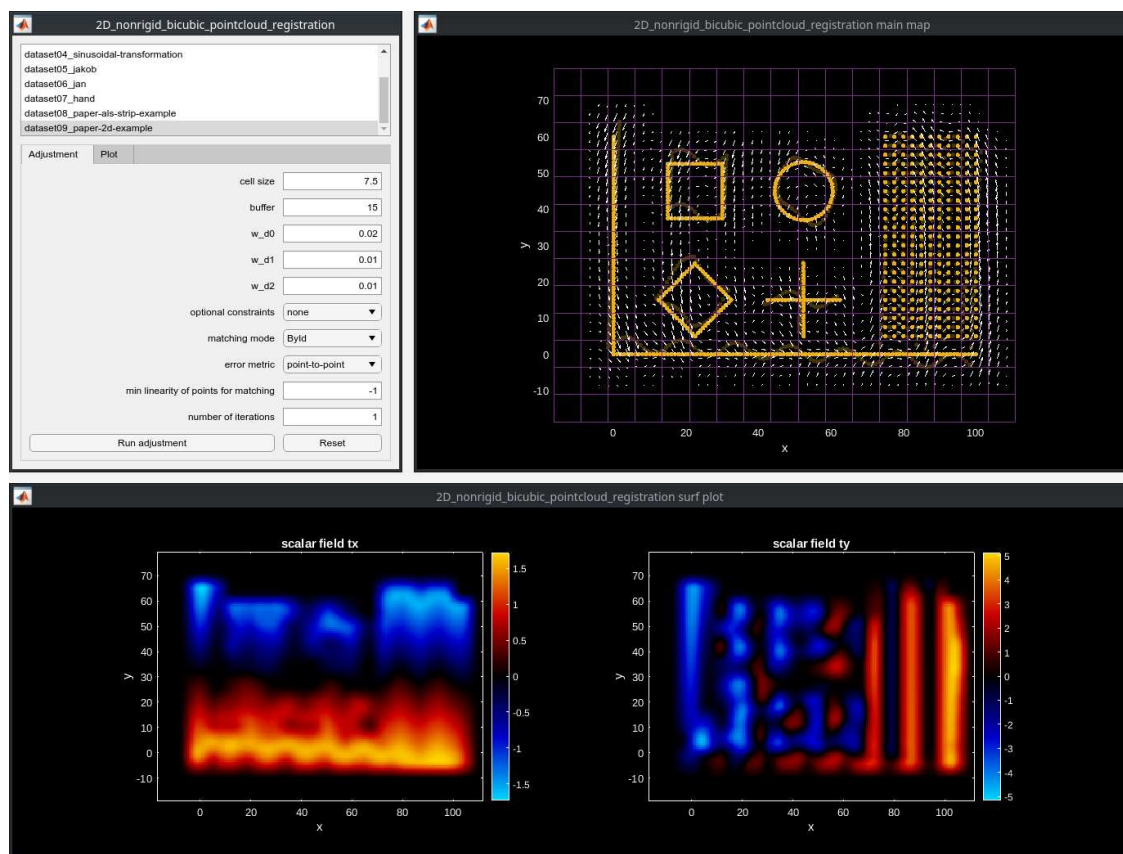 2D_nonrigid_bicubic_pointcloud_registration
dataset04_sinusoidal-transformation
dataset05_jakob
dataset06_jan
dataset07_hand
dataset08_paper-als-strip-example
dataset09_paper-2d-example
Adjustment Plot
cell size 7.5
buffer 15
w_d0 0.02
w_d1 0.01
w_d2 0.01
optional constraints none
matching mode ById
error metric point-to-point
min linearity of points for matching -1
number of iterations 1
Run adjustment Reset
2D_nonrigid_bicubic_pointcloud_registration main map
70
60
50
40
30
20
10
0
-10
y
0 20 40 60 80 100
x
2D_nonrigid_bicubic_pointcloud_registration surf plot
scalar field tx
70
60
50
40
30
20
10
0
-10
y
0 20 40 60 80 100
x
1.5
1
0.5
0
-0.5
-1
-1.5
scalar field ty
70
60
50
40
30
20
10
0
-10
y
0 20 40 60 80 100
x
5
4
3
2
1
0
-1
-2
-3
-4
-5